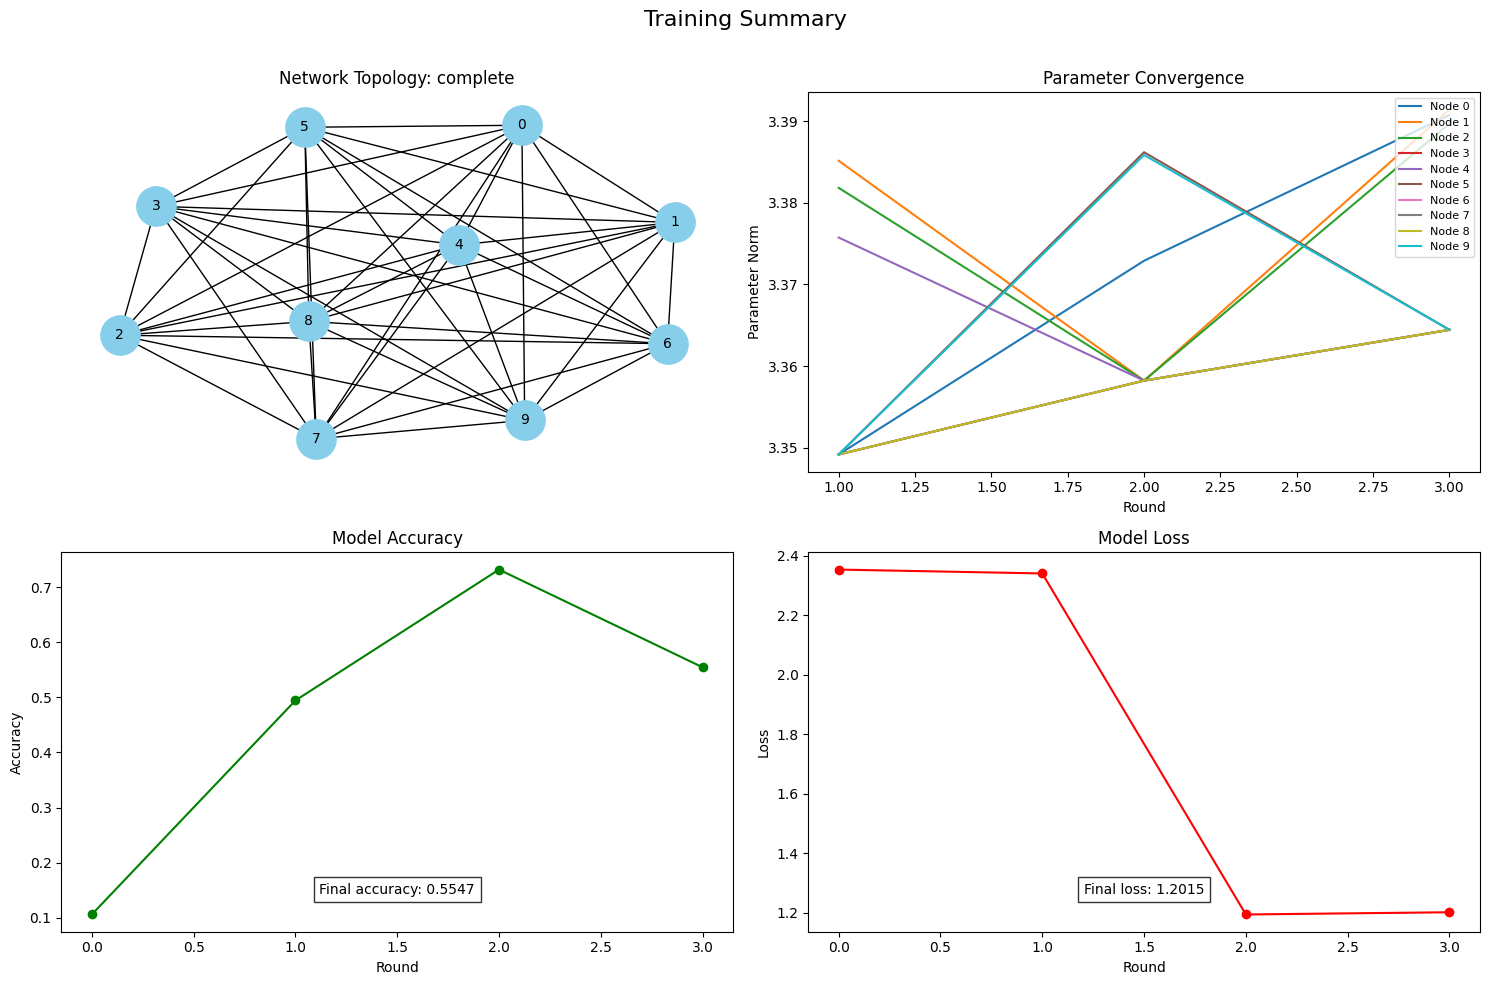 Training Summary
Network Topology: complete
5
0
3
1
4
8
2
6
9
7
Parameter Convergence
Parameter Norm
3.39
3.38
3.37
3.36
3.35
1.00 1.25 1.50 1.75 2.00 2.25 2.50 2.75 3.00
Round
Node 0
Node 1
Node 2
Node 3
Node 4
Node 5
Node 6
Node 7
Node 8
Node 9
Model Accuracy
Accuracy
0.7
0.6
0.5
0.4
0.3
0.2
0.1
Final accuracy: 0.5547
0.0 0.5 1.0 1.5 2.0 2.5 3.0
Round
Model Loss
Loss
2.4
2.2
2.0
1.8
1.6
1.4
1.2
Final loss: 1.2015
0.0 0.5 1.0 1.5 2.0 2.5 3.0
Round